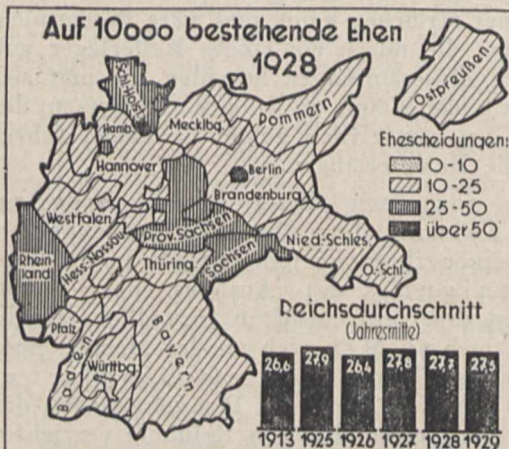 Auf 10000 bestehende Ehen
1928
Schl-Holst.
Hamb.
Mecklbg.
Pommern
Ostpreußen
Hannover
Berlin
Brandenburg
Westfalen
Prov. Sachsen
Nied-Schles.
O.-Schl.
Rhein-
land
Hess-Nassau
Thüring
Sachsen
Pfalz
Baden
Württbg.
Bayern
Ehescheidungen:
0-10
10-25
25-50
über 50
Reichsdurchschnitt
(Jahresmitte)
26,6 27,9 26,4 27,8 27,7 27,5
1913 1925 1926 1927 1928 1929